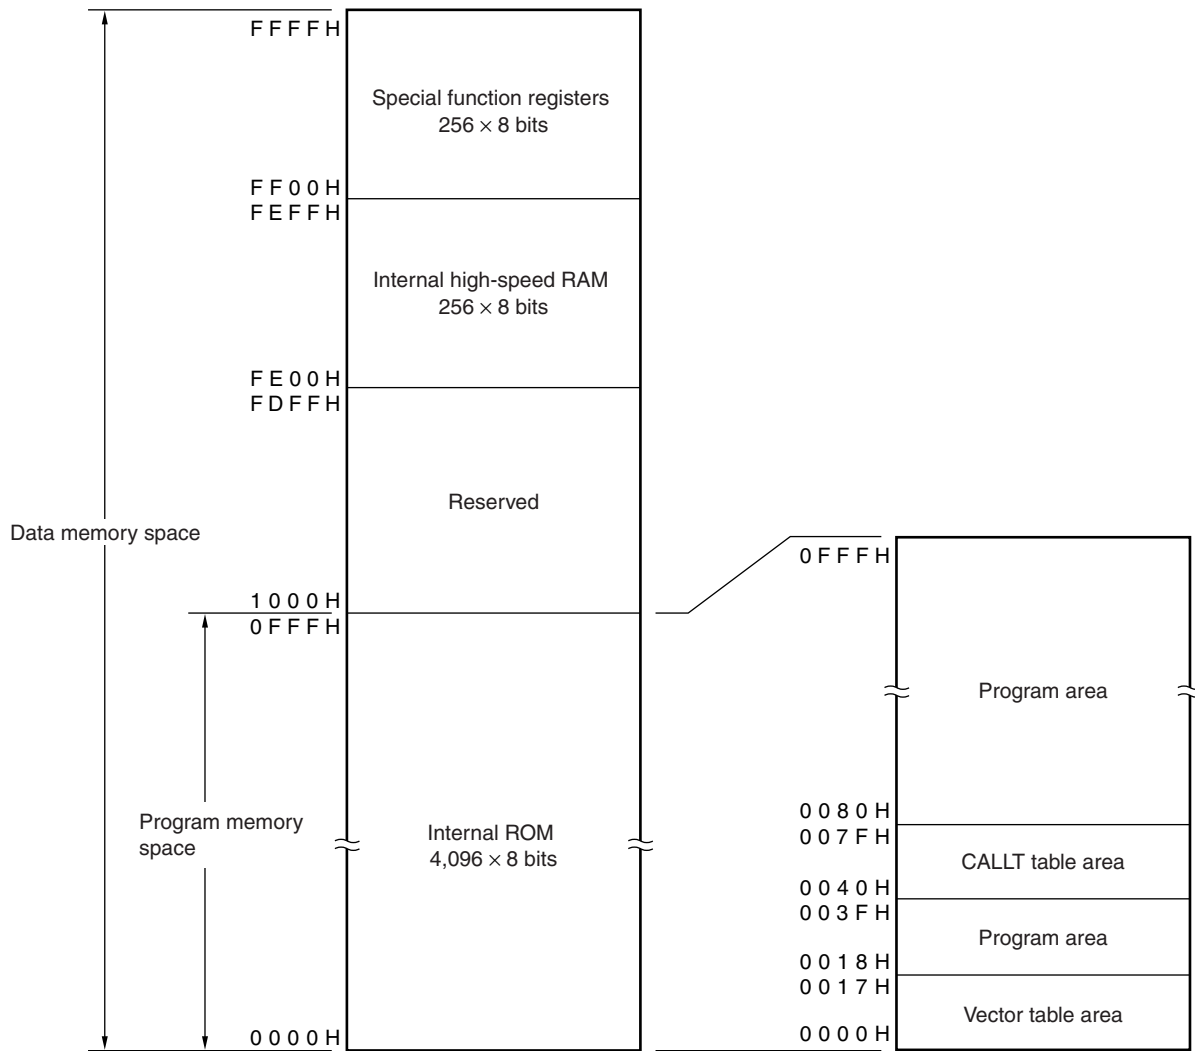 FFFFH
Special function registers
256 × 8 bits
FF00H
FEFFH
Internal high-speed RAM
256 × 8 bits
FE00H
FDFFH
Reserved
Data memory space
1000H
0FFFH
Program memory
space
Internal ROM
4,096 × 8 bits
0000H
0FFFH
Program area
0080H
007FH
CALLT table area
0040H
003FH
Program area
0018H
0017H
Vector table area
0000H